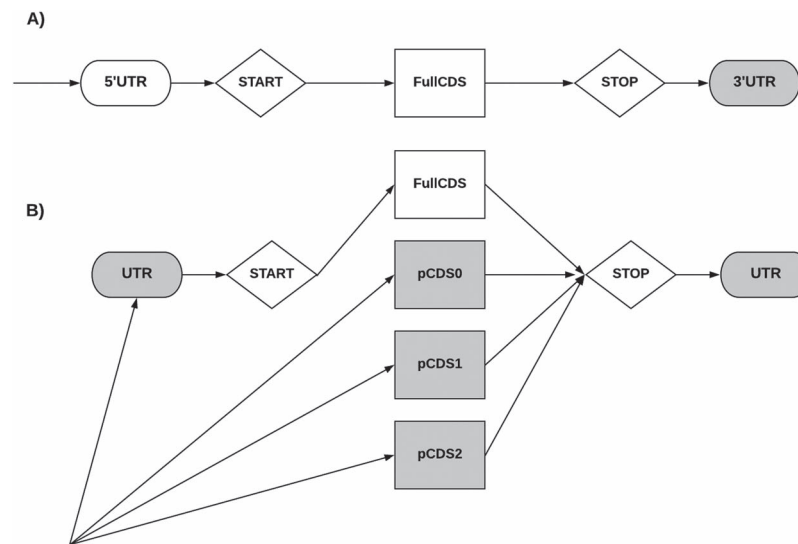 A)
5'UTR
START
FullCDS
STOP
3'UTR
FullCDS
B)
UTR
START
pCDS0
STOP
UTR
pCDS1
pCDS2